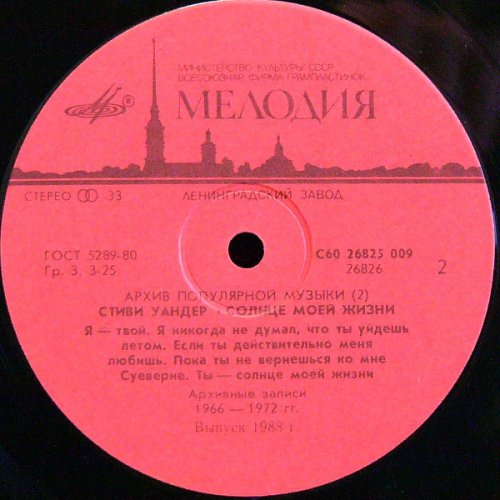 МИНИСТЕРСТВО КУЛЬТУРЫ СССР
ВСЕСОЮЗНАЯ ФИРМА ГРАМПЛАСТИНОК
МЕЛОДИЯ
СТЕРЕО 33 ЛЕНИНГРАДСКИЙ ЗАВОД
ГОСТ 5289-80 С60 26825 009
Гр. 3. 3-25 26826 2
АРХИВ ПОПУЛЯРНОЙ МУЗЫКИ (2)
СТИВИ УАНДЕР · СОЛНЦЕ МОЕЙ ЖИЗНИ
Я — твой. Я никогда не думал, что ты уйдешь
летом. Если ты действительно меня
любишь. Пока ты не вернешься ко мне
Суеверие. Ты — солнце моей жизни
Архивные записи
1966 — 1972 гг.
Выпуск 1988 г.